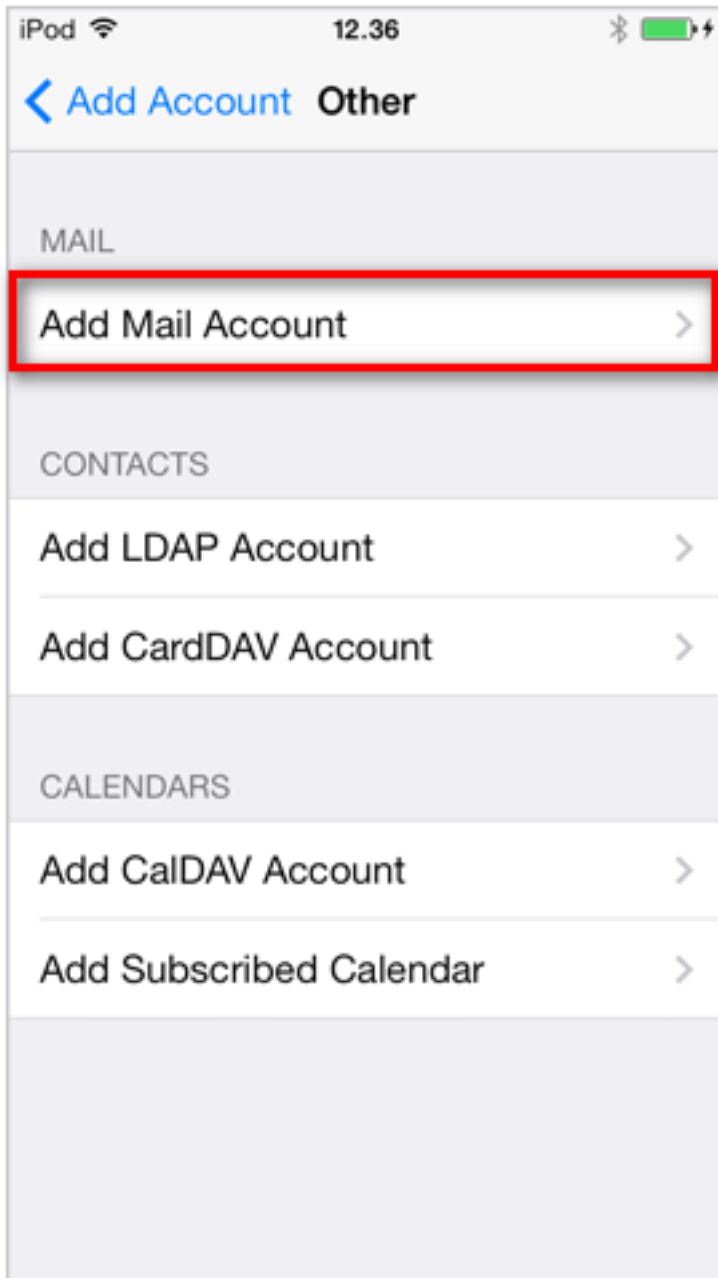 iPod 12.36
Add Account Other
MAIL
Add Mail Account
CONTACTS
Add LDAP Account
Add CardDAV Account
CALENDARS
Add CalDAV Account
Add Subscribed Calendar